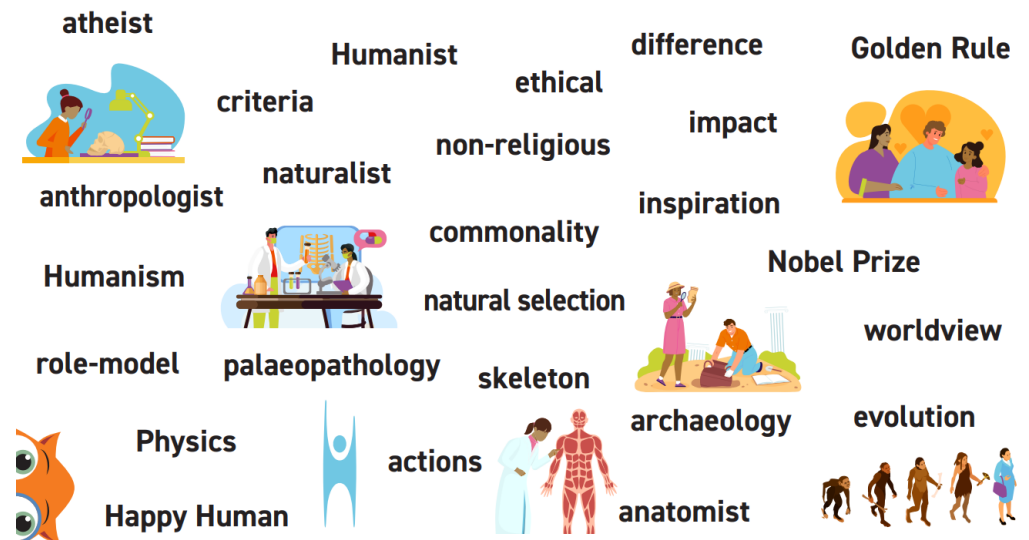 atheist
Humanist
difference
Golden Rule
criteria
ethical
impact
non-religious
naturalist
anthropologist
inspiration
commonality
Humanism
Nobel Prize
natural selection
worldview
role-model
palaeopathology
skeleton
archaeology
evolution
Physics
actions
Happy Human
anatomist